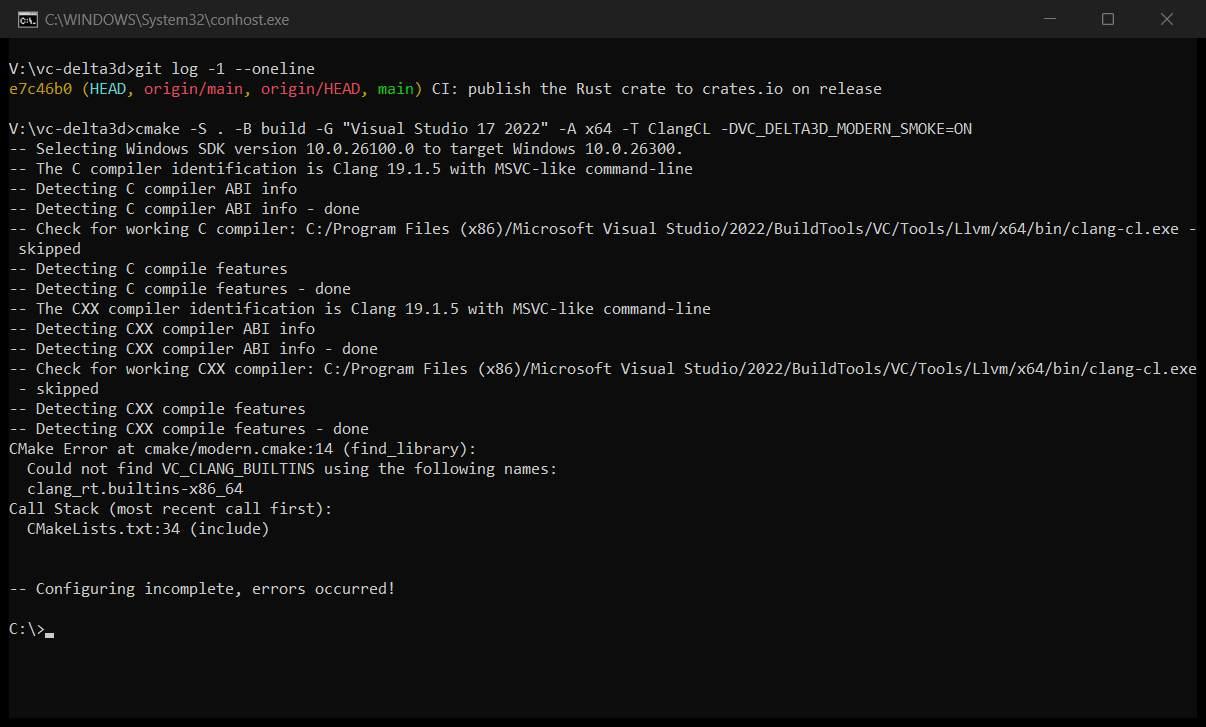 C:\WINDOWS\System32\conhost.exe
V:\vc-delta3d>git log -1 --oneline
e7c46b0 (HEAD, origin/main, origin/HEAD, main) CI: publish the Rust crate to crates.io on release
V:\vc-delta3d>cmake -S . -B build -G "Visual Studio 17 2022" -A x64 -T ClangCL -DVC_DELTA3D_MODERN_SMOKE=ON
-- Selecting Windows SDK version 10.0.26100.0 to target Windows 10.0.26300.
-- The C compiler identification is Clang 19.1.5 with MSVC-like command-line
-- Detecting C compiler ABI info
-- Detecting C compiler ABI info - done
-- Check for working C compiler: C:/Program Files (x86)/Microsoft Visual Studio/2022/BuildTools/VC/Tools/Llvm/x64/bin/clang-cl.exe -
 skipped
-- Detecting C compile features
-- Detecting C compile features - done
-- The CXX compiler identification is Clang 19.1.5 with MSVC-like command-line
-- Detecting CXX compiler ABI info
-- Detecting CXX compiler ABI info - done
-- Check for working CXX compiler: C:/Program Files (x86)/Microsoft Visual Studio/2022/BuildTools/VC/Tools/Llvm/x64/bin/clang-cl.exe
 - skipped
-- Detecting CXX compile features
-- Detecting CXX compile features - done
CMake Error at cmake/modern.cmake:14 (find_library):
  Could not find VC_CLANG_BUILTINS using the following names:
  clang_rt.builtins-x86_64
Call Stack (most recent call first):
  CMakeLists.txt:34 (include)
-- Configuring incomplete, errors occurred!
C:\>